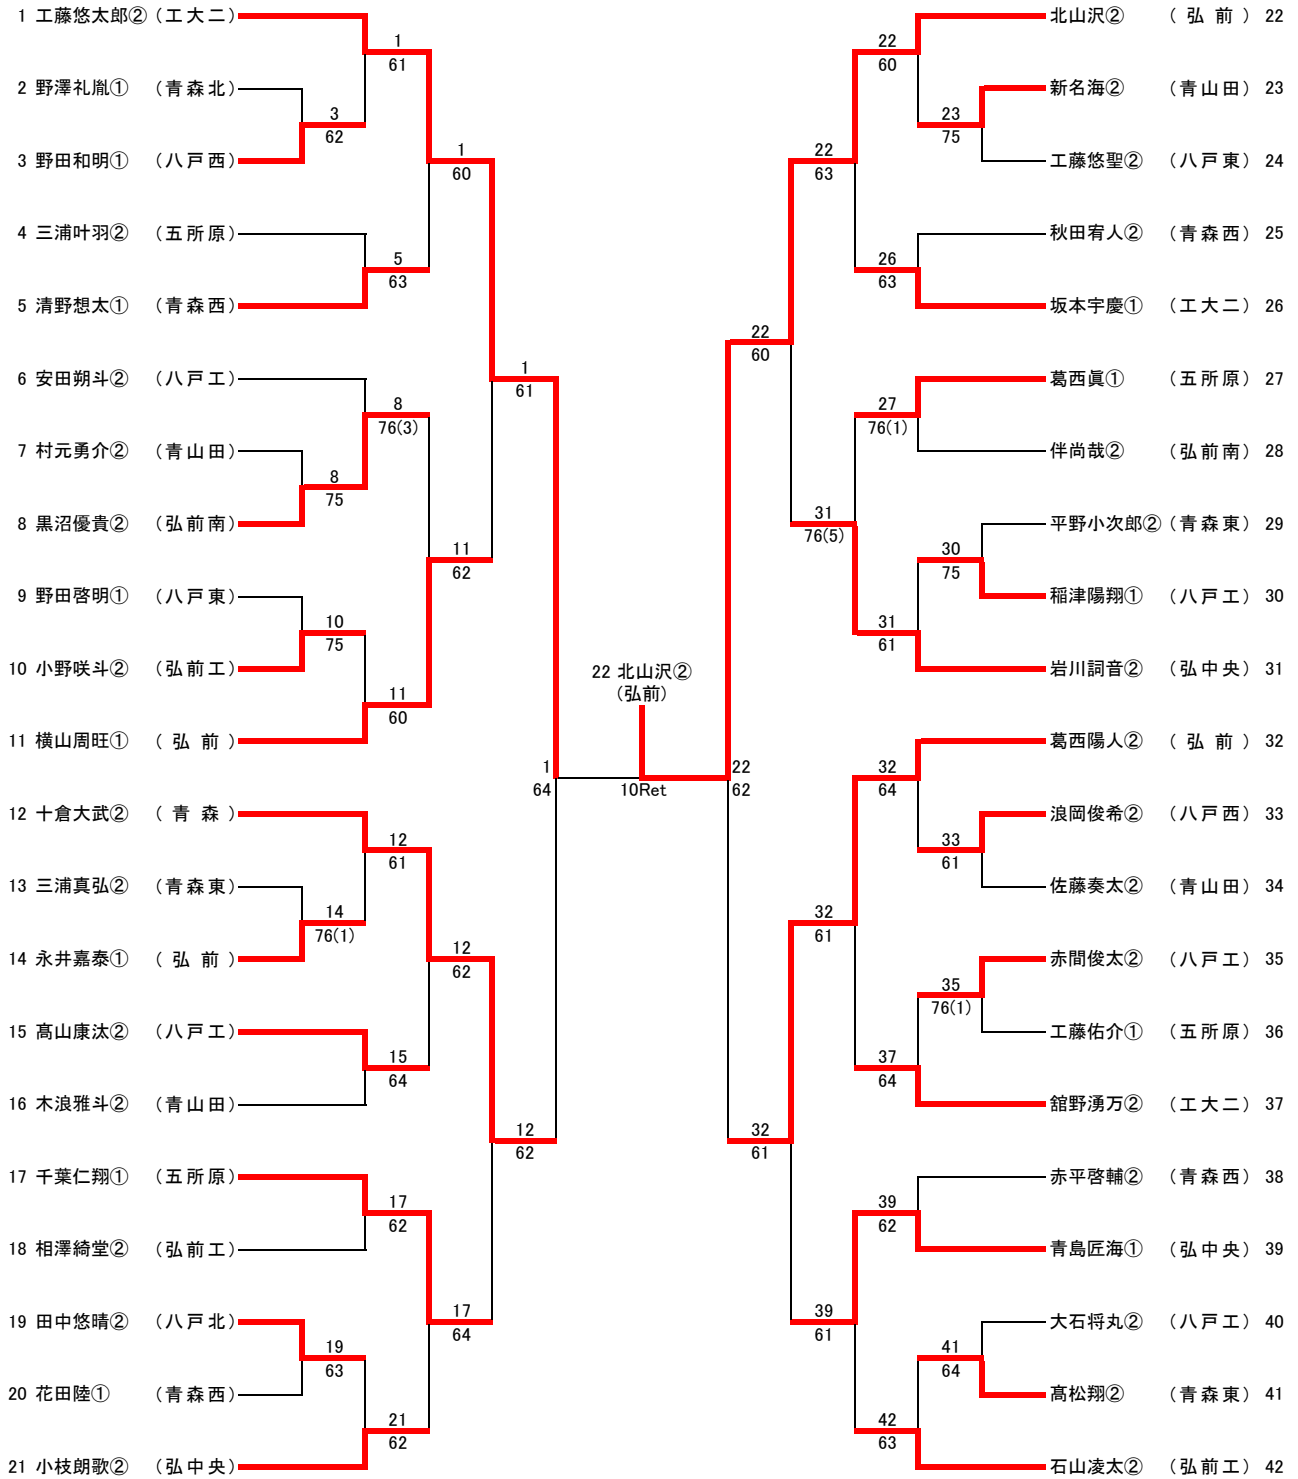 1 工藤悠太郎② (工大二)
2 野澤礼胤① (青森北)
3 野田和明① (八戸西)
4 三浦叶羽② (五所原)
5 清野想太① (青森西)
6 安田朔斗② (八戸工)
7 村元勇介② (青山田)
8 黒沼優貴② (弘前南)
9 野田啓明① (八戸東)
10 小野咲斗② (弘前工)
11 横山周旺① (弘前)
12 十倉大武② (青森)
13 三浦真弘② (青森東)
14 永井嘉泰① (弘前)
15 髙山康汰② (八戸工)
16 木浪雅斗② (青山田)
17 千葉仁翔① (五所原)
18 相澤綺堂② (弘前工)
19 田中悠晴② (八戸北)
20 花田陸① (青森西)
21 小枝朗歌② (弘中央)
3
62
8
75
10
75
14
76(1)
19
63
1
61
5
63
8
76(3)
11
60
12
61
15
64
17
62
21
62
1
60
11
62
12
62
17
64
1
61
12
62
1
64
22 北山沢②
(弘前)
10Ret
22
62
22
60
32
61
22
63
31
76(5)
32
61
39
61
22
60
26
63
27
76(1)
31
61
32
64
37
64
39
62
42
63
23
75
30
75
33
61
35
76(1)
41
64
北山沢② (弘前) 22
新名海② (青山田) 23
工藤悠聖② (八戸東) 24
秋田宥人② (青森西) 25
坂本宇慶① (工大二) 26
葛西眞① (五所原) 27
伴尚哉② (弘前南) 28
平野小次郎② (青森東) 29
稲津陽翔① (八戸工) 30
岩川詞音② (弘中央) 31
葛西陽人② (弘前) 32
浪岡俊希② (八戸西) 33
佐藤奏太② (青山田) 34
赤間俊太② (八戸工) 35
工藤佑介① (五所原) 36
舘野湧万② (工大二) 37
赤平啓輔② (青森西) 38
青島匠海① (弘中央) 39
大石将丸② (八戸工) 40
髙松翔② (青森東) 41
石山凌太② (弘前工) 42